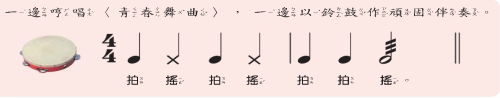 一邊哼唱〈青春舞曲〉，一邊以鈴鼓作頑固伴奏。
4
4
拍 搖 拍 搖 拍 拍 搖。